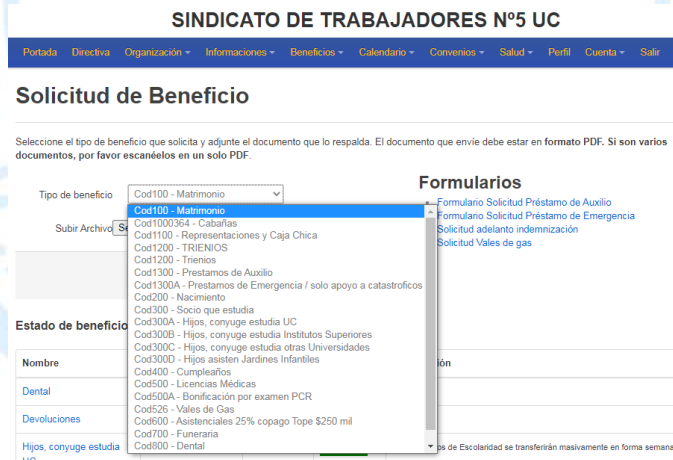 SINDICATO DE TRABAJADORES Nº5 UC
Portada Directiva Organización Informaciones Beneficios Calendario Convenios Salud Perfil Cuenta Salir
Solicitud de Beneficio
Seleccione el tipo de beneficio que solicita y adjunte el documento que lo respalda. El documento que envíe debe estar en formato PDF. Si son varios
documentos, por favor escanéelos en un solo PDF.
Formularios
Tipo de beneficio Cod100 - Matrimonio
Formulario Solicitud Préstamo de Auxilio
Cod100 - Matrimonio
Formulario Solicitud Préstamo de Emergencia
Cod1000364 - Cabañas
Subir Archivo
Solicitud adelanto indemnización
Cod1100 - Representaciones y Caja Chica
Solicitud Vales de gas
Cod1200 - TRIENIOS
Cod1200 - Trienios
Cod1300 - Prestamos de Auxilio
Cod1300A - Prestamos de Emergencia / solo apoyo a catastroficos
Cod200 - Nacimiento
Cod300 - Socio que estudia
Cod300A - Hijos, conyuge estudia UC
Cod300B - Hijos, conyuge estudia Institutos Superiores
Cod300C - Hijos, conyuge estudia otras Universidades
Cod300D - Hijos asisten Jardines Infantiles
Cod400 - Cumpleaños
Cod500 - Licencias Médicas
Cod500A - Bonificación por examen PCR
Cod526 - Vales de Gas
Cod600 - Asistenciales 25% copago Tope $250 mil
Cod700 - Funeraria
Cod800 - Dental
Estado de beneficio
Nombre
Dental
Devoluciones
Hijos, conyuge estudia
de Escolaridad se transferirán masivamente en forma semana